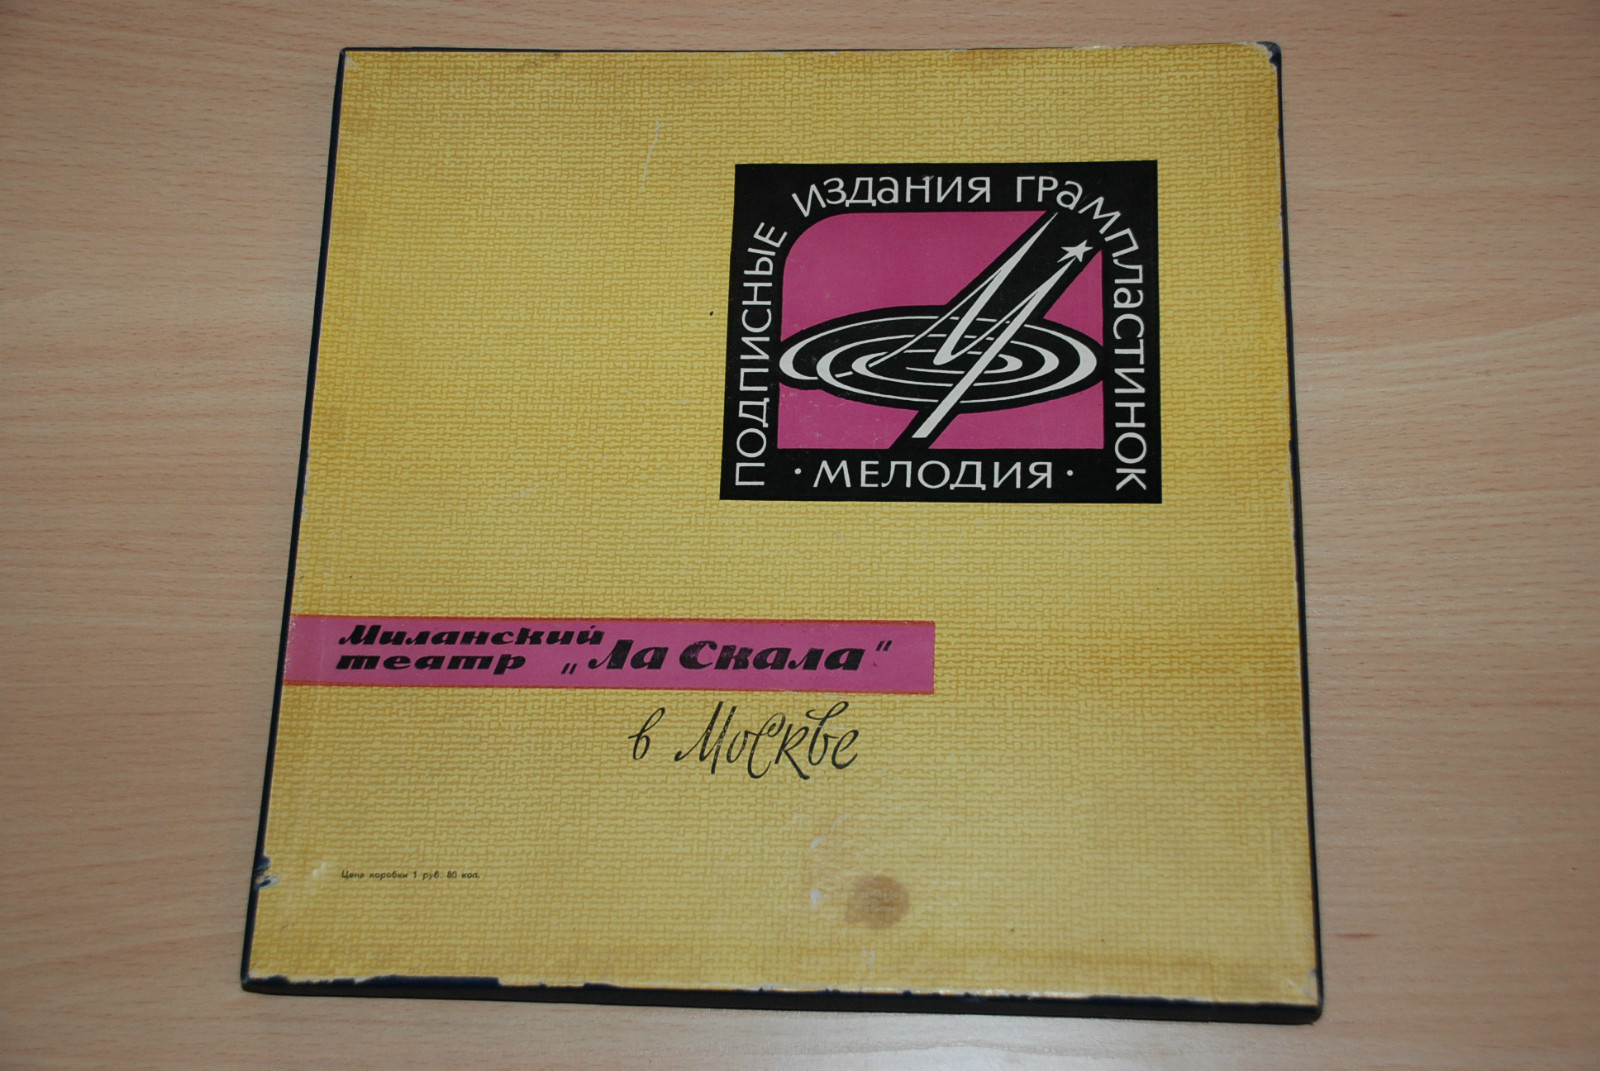 ПОДПИСНЫЕ ИЗДАНИЯ ГРАМПЛАСТИНОК
· МЕЛОДИЯ ·
Миланский
театр „Ла Скала“
в Москве
Цена коробки 1 руб. 80 коп.